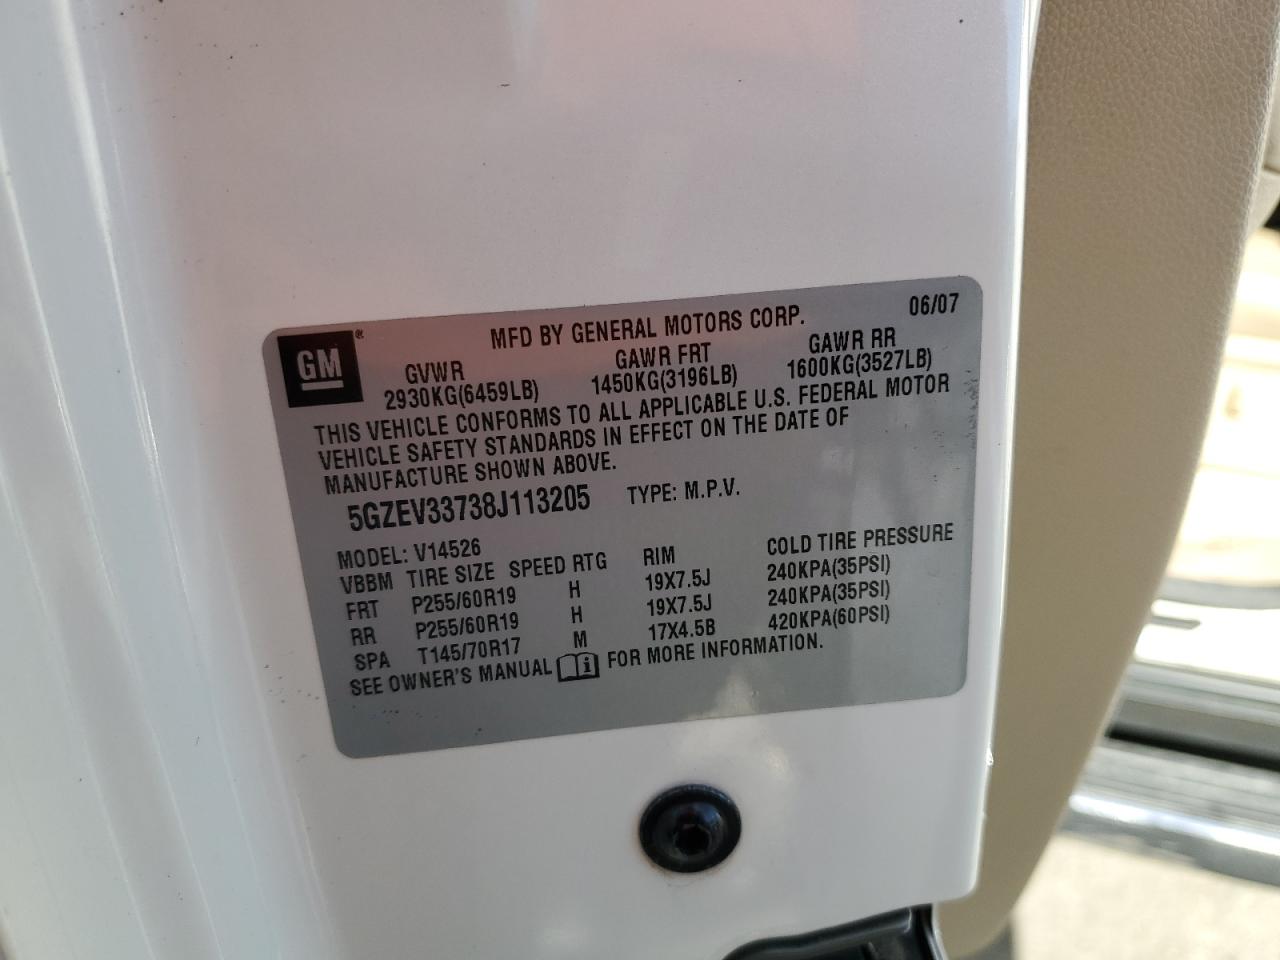 GM® MFD BY GENERAL MOTORS CORP. 06/07
GVWR GAWR FRT GAWR RR
2930KG(6459LB) 1450KG(3196LB) 1600KG(3527LB)
THIS VEHICLE CONFORMS TO ALL APPLICABLE U.S. FEDERAL MOTOR
VEHICLE SAFETY STANDARDS IN EFFECT ON THE DATE OF
MANUFACTURE SHOWN ABOVE.
5GZEV33738J113205 TYPE: M.P.V.
MODEL: V14526
VBBM TIRE SIZE SPEED RTG RIM COLD TIRE PRESSURE
FRT P255/60R19 H 19X7.5J 240KPA(35PSI)
RR P255/60R19 H 19X7.5J 240KPA(35PSI)
SPA T145/70R17 M 17X4.5B 420KPA(60PSI)
SEE OWNER'S MANUAL i FOR MORE INFORMATION.